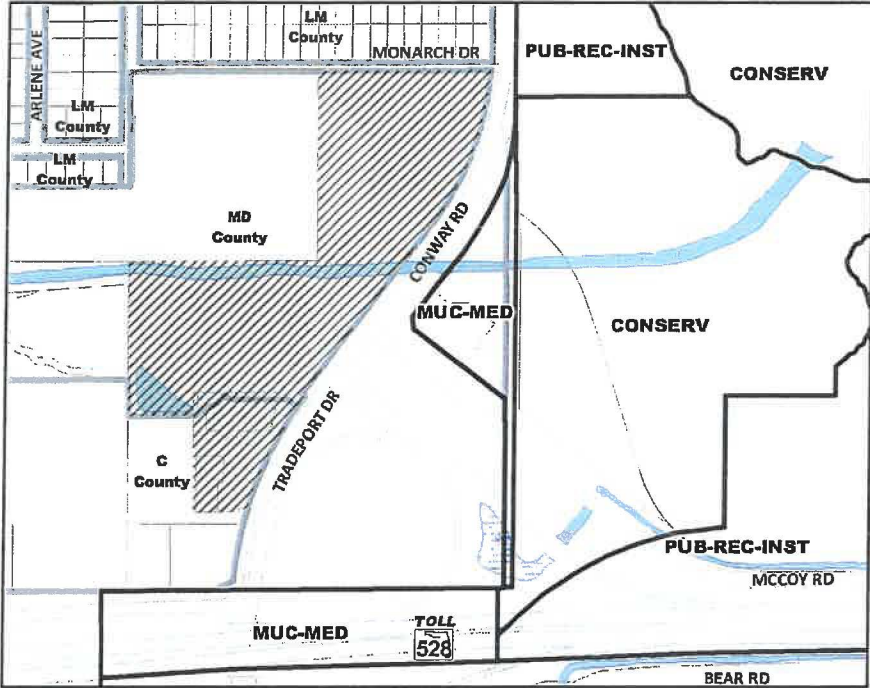 LM
County
MONARCH DR
ARLENE AVE
PUB-REC-INST
CONSERV
LM
County
LM
County
MD
County
CONWAY RD
MUC-MED
CONSERV
TRADEPORT DR
C
County
PUB-REC-INST
MCCOY RD
MUC-MED
TOLL
528
BEAR RD